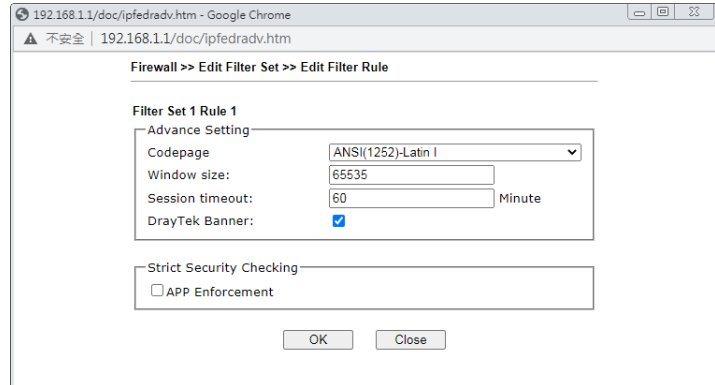 192.168.1.1/doc/ipfedradv.htm - Google Chrome
不安全 | 192.168.1.1/doc/ipfedradv.htm
Firewall >> Edit Filter Set >> Edit Filter Rule
Filter Set 1 Rule 1
Advance Setting
Codepage ANSI(1252)-Latin I
Window size: 65535
Session timeout: 60 Minute
DrayTek Banner:
Strict Security Checking
APP Enforcement
OK Close